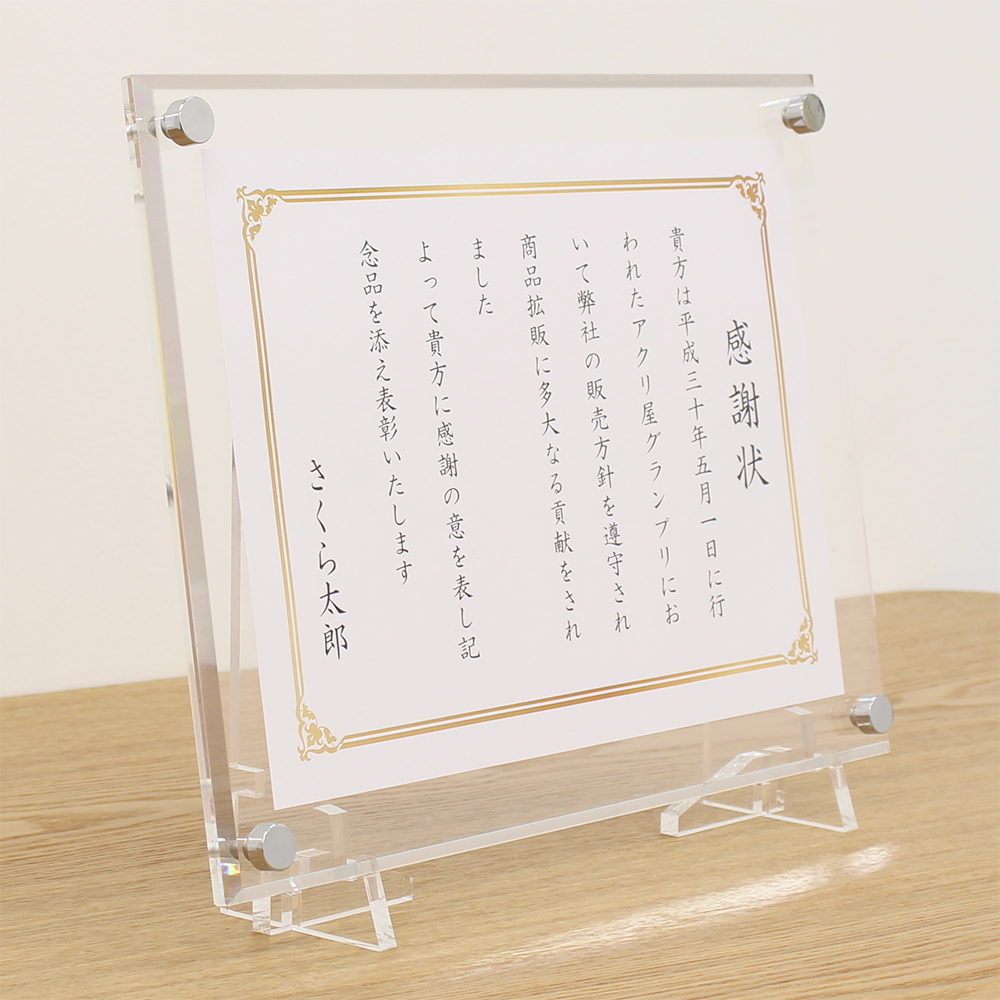 感謝状
貴方は平成三十年五月一日に行
われたアクリ屋グランプリにお
いて弊社の販売方針を遵守され
商品拡販に多大なる貢献をされ
ました
よって貴方に感謝の意を表し記
念品を添え表彰いたします
さくら太郎